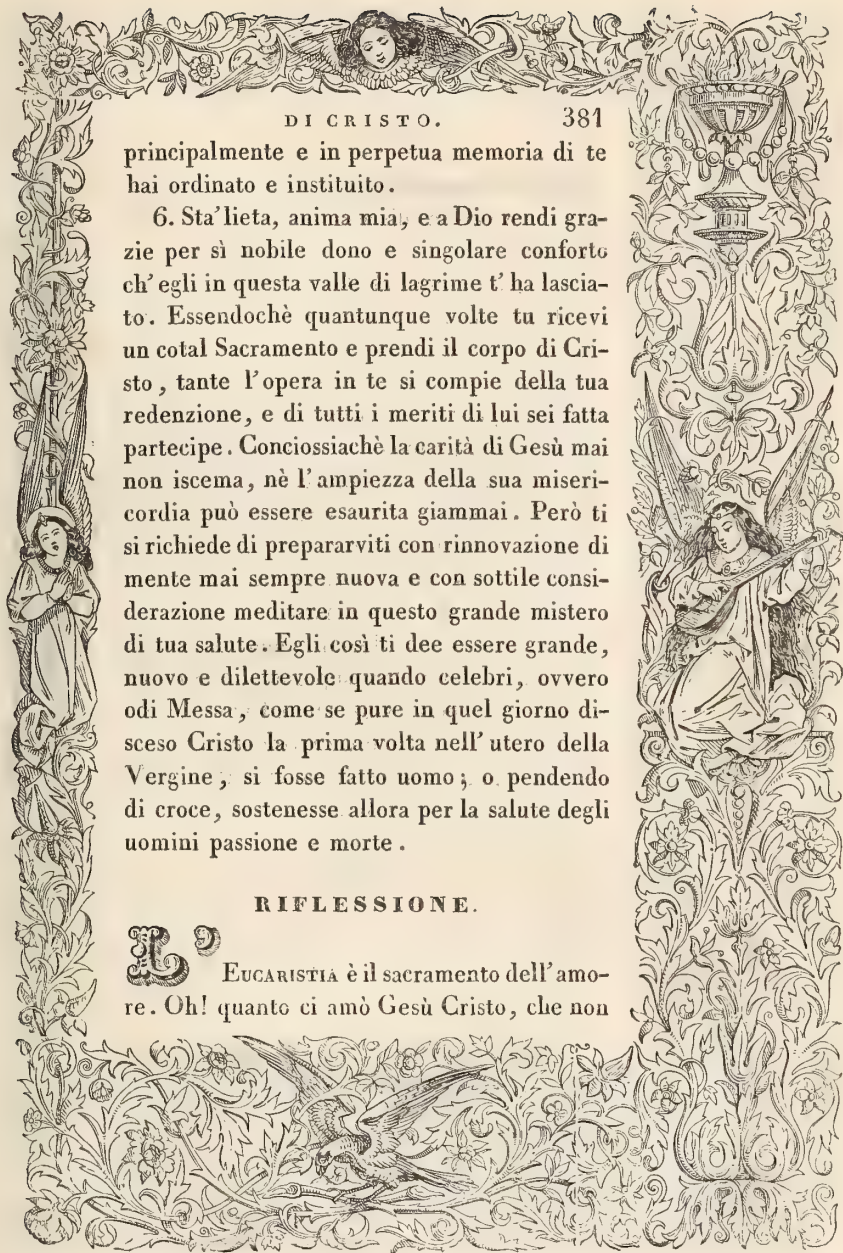 DI CRISTO. 381
principalmente e in perpetua memoria di te
hai ordinato e instituito.
6. Sta' lieta, anima mia, e a Dio rendi gra-
zie per sì nobile dono e singolare conforto
ch' egli in questa valle di lagrime t' ha lascia-
to. Essendochè quantunque volte tu ricevi
un cotal Sacramento e prendi il corpo di Cri-
sto, tante l' opera in te si compie della tua
redenzione, e di tutti i meriti di lui sei fatta
partecipe. Conciossiachè la carità di Gesù mai
non iscema, nè l' ampiezza della sua miseri-
cordia può essere esaurita giammai. Però ti
si richiede di prepararviti con rinnovazione di
mente mai sempre nuova e con sottile consi-
derazione meditare in questo grande mistero
di tua salute. Egli così ti dee essere grande,
nuovo e dilettevole quando celebri, ovvero
odi Messa, come se pure in quel giorno di-
sceso Cristo la prima volta nell' utero della
Vergine, si fosse fatto uomo; o pendendo
di croce, sostenesse allora per la salute degli
uomini passione e morte.
RIFLESSIONE.
L' EUCARISTIA è il sacramento dell' amo-
re. Oh! quanto ci amò Gesù Cristo, che non